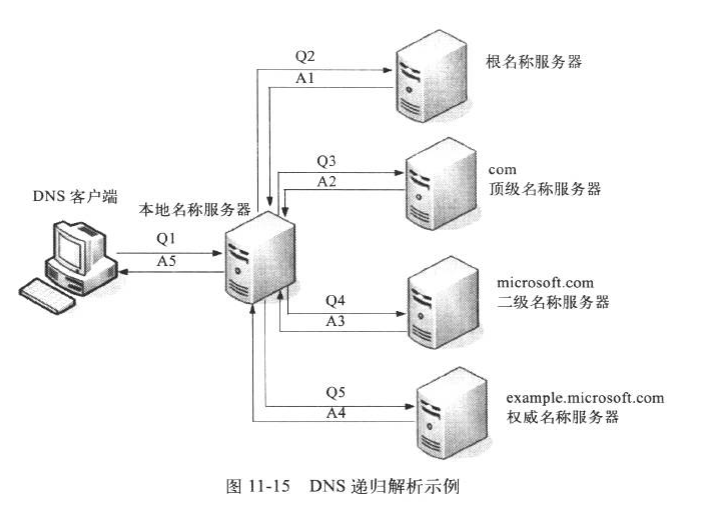 Q2
A1
根名称服务器
Q3
A2
com
顶级名称服务器
DNS 客户端
本地名称服务器
Q1
A5
Q4
A3
microsoft.com
二级名称服务器
Q5
A4
example.microsoft.com
权威名称服务器
图 11-15 DNS 递归解析示例